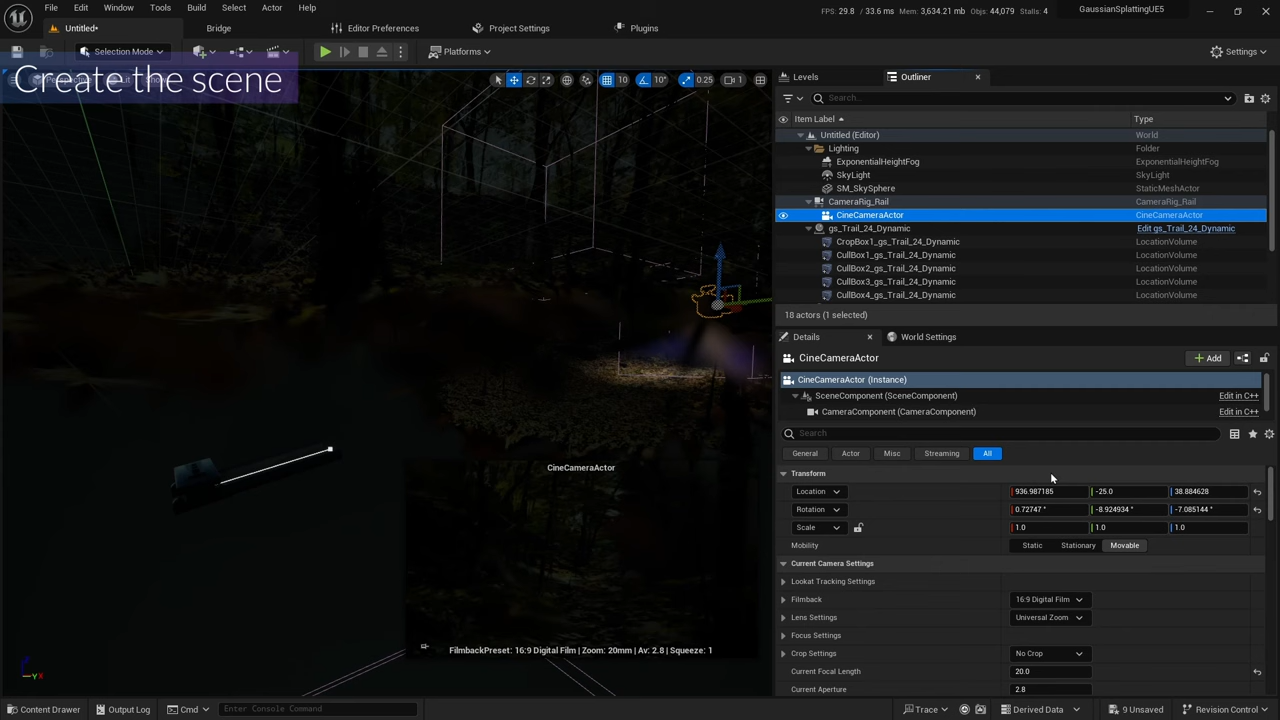 File Edit Window Tools Build Select Actor Help
FPS: 29.8 / 33.6 ms Mem: 3,634.21 mb Objs: 44,079 Stalls: 4
GaussianSplattingUE5
Untitled*
Bridge
Editor Preferences
Project Settings
Plugins
Selection Mode
Platforms
Settings
Create the scene
10
10°
0.25
1
Levels
Outliner
Search...
Item Label
Type
Untitled (Editor) World
Lighting Folder
ExponentialHeightFog ExponentialHeightFog
SkyLight SkyLight
SM_SkySphere StaticMeshActor
CameraRig_Rail CameraRig_Rail
CineCameraActor CineCameraActor
gs_Trail_24_Dynamic Edit gs_Trail_24_Dynamic
CropBox1_gs_Trail_24_Dynamic LocationVolume
CullBox1_gs_Trail_24_Dynamic LocationVolume
CullBox2_gs_Trail_24_Dynamic LocationVolume
CullBox3_gs_Trail_24_Dynamic LocationVolume
CullBox4_gs_Trail_24_Dynamic LocationVolume
18 actors (1 selected)
Details
World Settings
CineCameraActor
Add
CineCameraActor (Instance)
SceneComponent (SceneComponent) Edit in C++
CameraComponent (CameraComponent) Edit in C++
Search
General Actor Misc Streaming All
Transform
Location 936.987185 -25.0 38.884628
Rotation 0.72747 ° -8.924934 ° -7.085144 °
Scale 1.0 1.0 1.0
Mobility Static Stationary Movable
Current Camera Settings
Lookat Tracking Settings
Filmback 16:9 Digital Film
Lens Settings Universal Zoom
Focus Settings
Crop Settings No Crop
Current Focal Length 20.0
Current Aperture 2.8
CineCameraActor
FilmbackPreset: 16:9 Digital Film | Zoom: 20mm | Av: 2.8 | Squeeze: 1
Z
Y X
Content Drawer
Output Log
Cmd
Enter Console Command
Trace
Derived Data
9 Unsaved
Revision Control